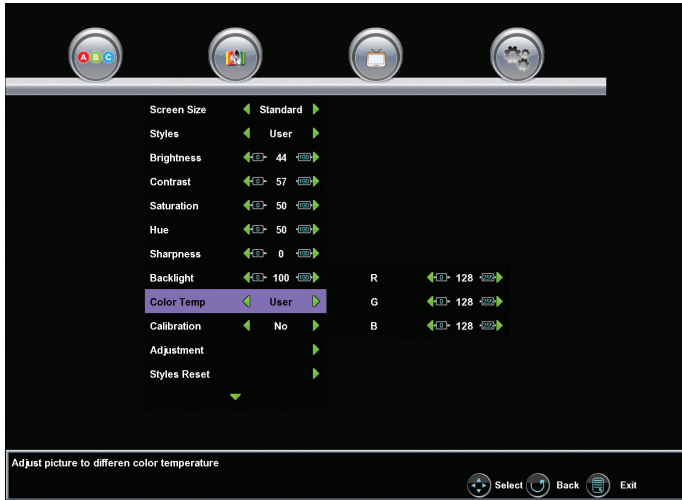 A B C
Screen Size Standard
Styles User
Brightness 0 44 100
Contrast 0 57 100
Saturation 0 50 100
Hue 0 50 100
Sharpness 0 0 100
Backlight 0 100 100 R 0 128 255
Color Temp User G 0 128 255
Calibration No B 0 128 255
Adjustment
Styles Reset
Adjust picture to differen color temperature
Select Back Exit